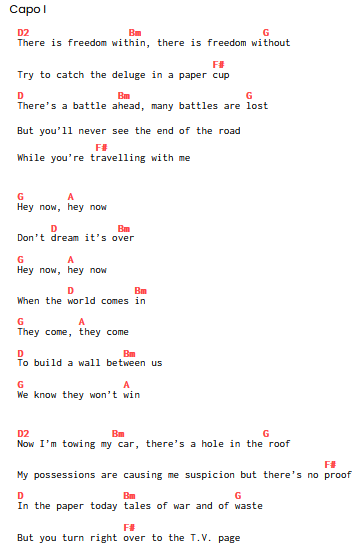 Capo I
D2 Bm G
There is freedom within, there is freedom without
F#
Try to catch the deluge in a paper cup
D Bm G
There's a battle ahead, many battles are lost
But you'll never see the end of the road
F#
While you're travelling with me
G A
Hey now, hey now
D Bm
Don't dream it's over
G A
Hey now, hey now
D Bm
When the world comes in
G A
They come, they come
D Bm
To build a wall between us
G A
We know they won't win
D2 Bm G
Now I'm towing my car, there's a hole in the roof
F#
My possessions are causing me suspicion but there's no proof
D Bm G
In the paper today tales of war and of waste
F#
But you turn right over to the T.V. page